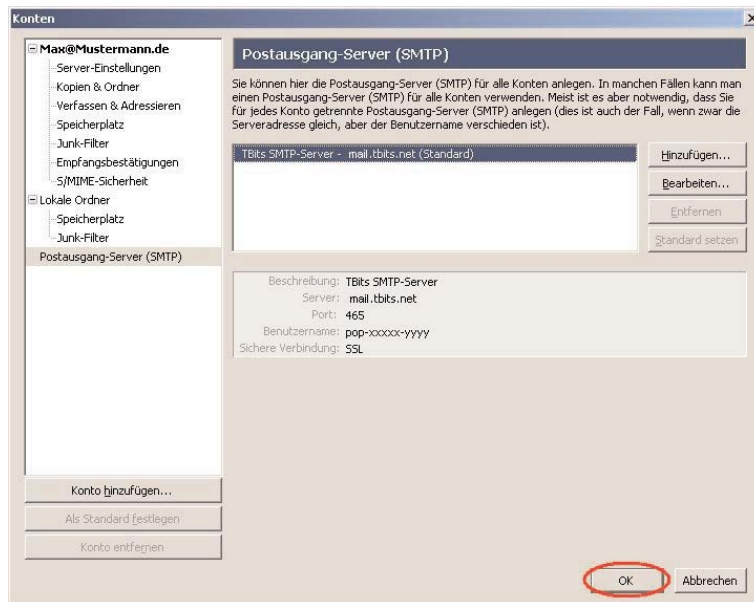 Konten
Max@Mustermann.de
Server-Einstellungen
Kopien & Ordner
Verfassen & Adressieren
Speicherplatz
Junk-Filter
Empfangsbestätigungen
S/MIME-Sicherheit
Lokale Ordner
Speicherplatz
Junk-Filter
Postausgang-Server (SMTP)
Konto hinzufügen...
Als Standard festlegen
Konto entfernen
Postausgang-Server (SMTP)
Sie können hier die Postausgang-Server (SMTP) für alle Konten anlegen. In manchen Fällen kann man
einen Postausgang-Server (SMTP) für alle Konten verwenden. Meist ist es aber notwendig, dass Sie
für jedes Konto getrennte Postausgang-Server (SMTP) anlegen (dies ist auch der Fall, wenn zwar die
Serveradresse gleich, aber der Benutzername verschieden ist).
TBits SMTP-Server - mail.tbits.net (Standard)
Hinzufügen...
Bearbeiten...
Entfernen
Standard setzen
Beschreibung: TBits SMTP-Server
Server: mail.tbits.net
Port: 465
Benutzername: pop-xxxxx-yyyy
Sichere Verbindung: SSL
OK
Abbrechen